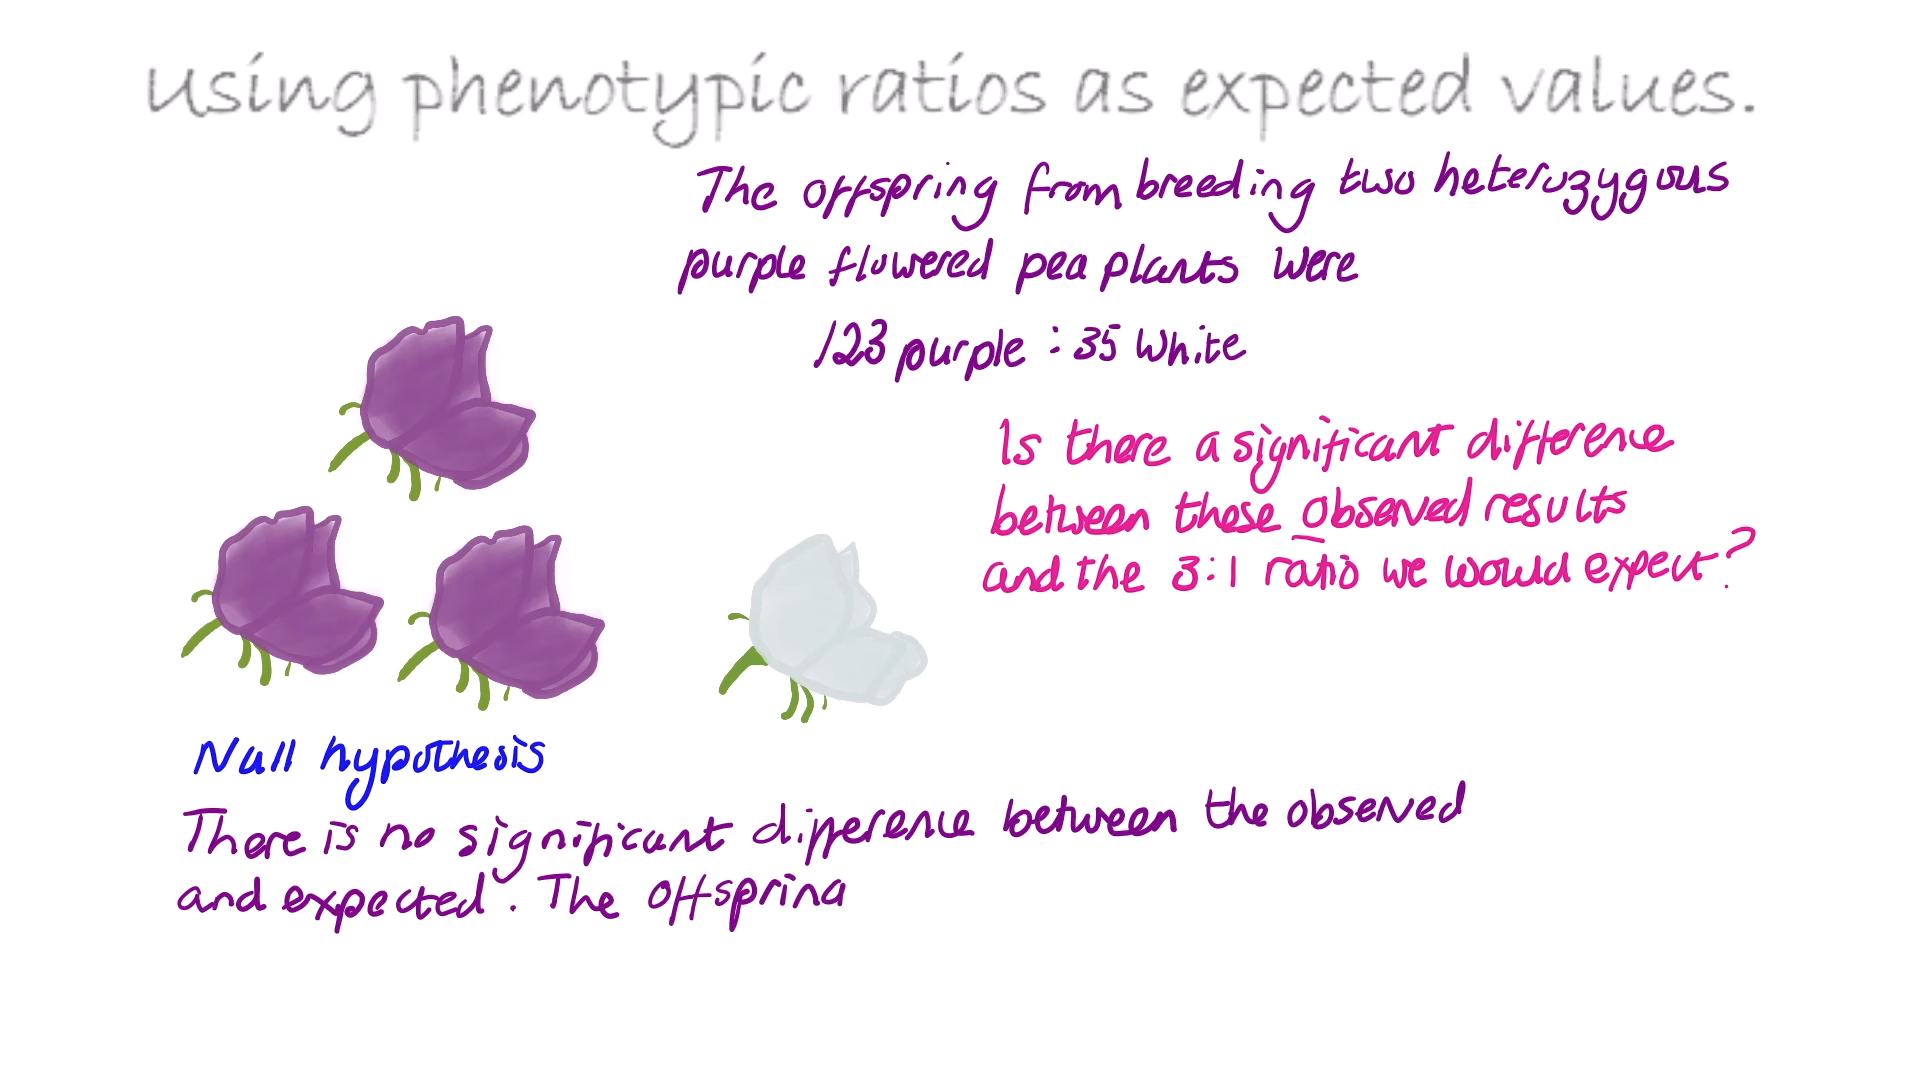 Using phenotypic ratios as expected values.
The offspring from breeding two heterozygous
purple flowered pea plants were
123 purple : 35 White
Is there a significant difference
between these observed results
and the 3:1 ratio we would expect?
Null hypothesis
There is no significant difference between the observed
and expected. The offspring